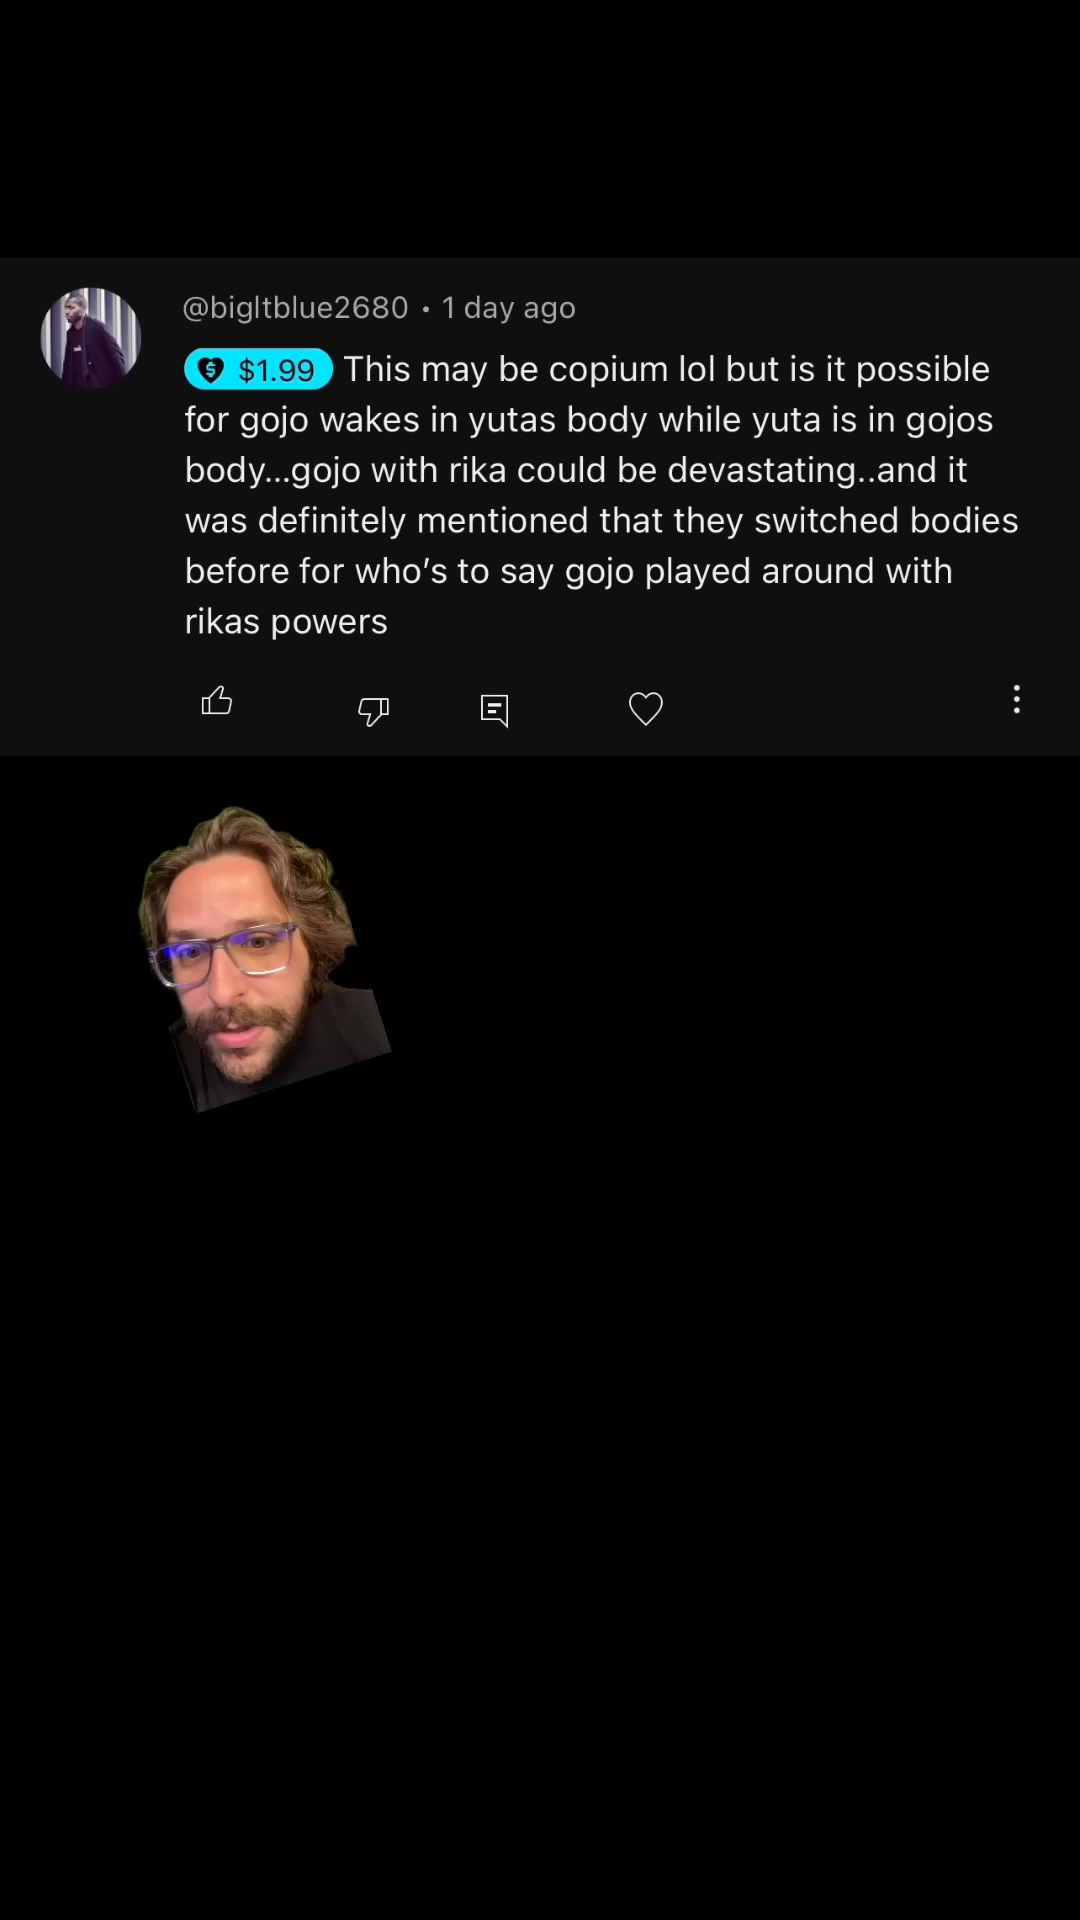 @bigltblue2680 • 1 day ago
$1.99 This may be copium lol but is it possible
for gojo wakes in yutas body while yuta is in gojos
body...gojo with rika could be devastating..and it
was definitely mentioned that they switched bodies
before for who's to say gojo played around with
rikas powers